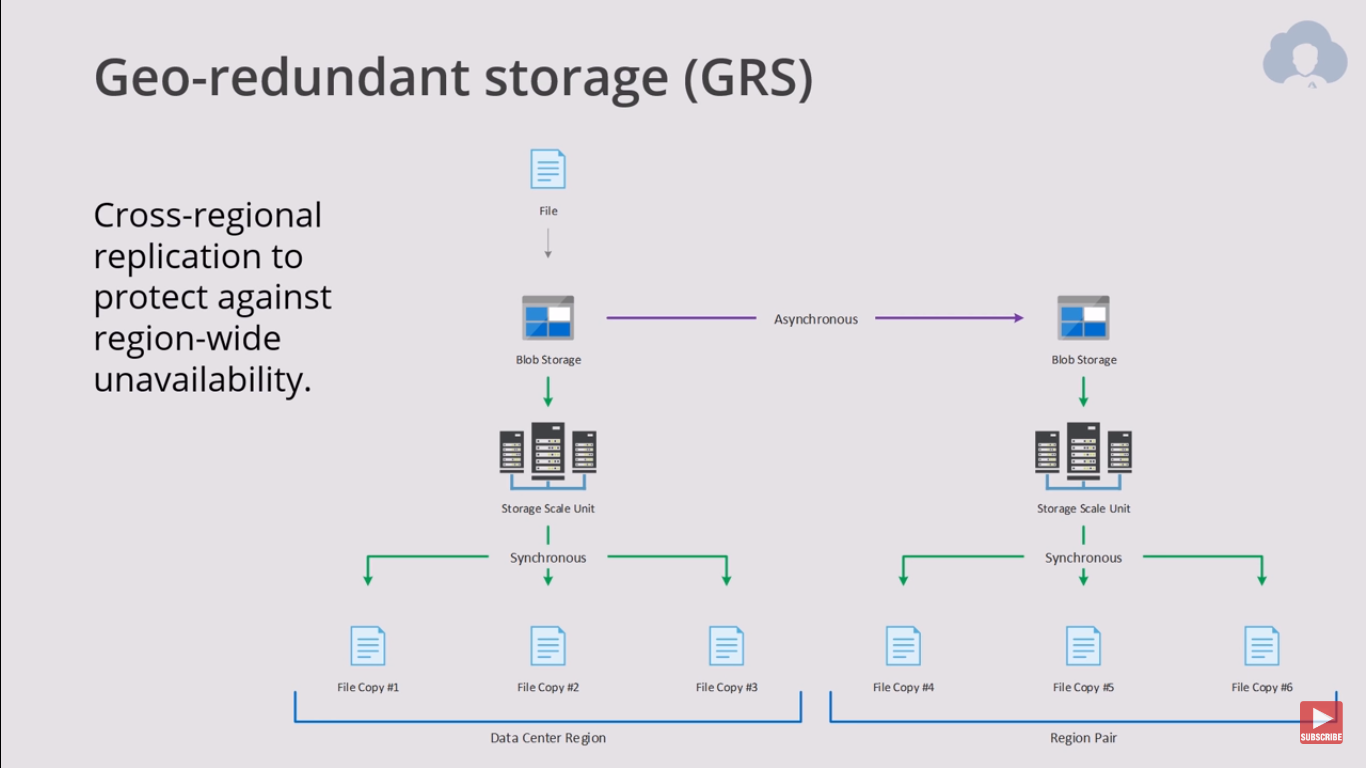 Geo-redundant storage (GRS)
Cross-regional
replication to
protect against
region-wide
unavailability.
File
Asynchronous
Blob Storage
Blob Storage
Storage Scale Unit
Storage Scale Unit
Synchronous
Synchronous
File Copy #1
File Copy #2
File Copy #3
File Copy #4
File Copy #5
File Copy #6
Data Center Region
Region Pair
SUBSCRIBE